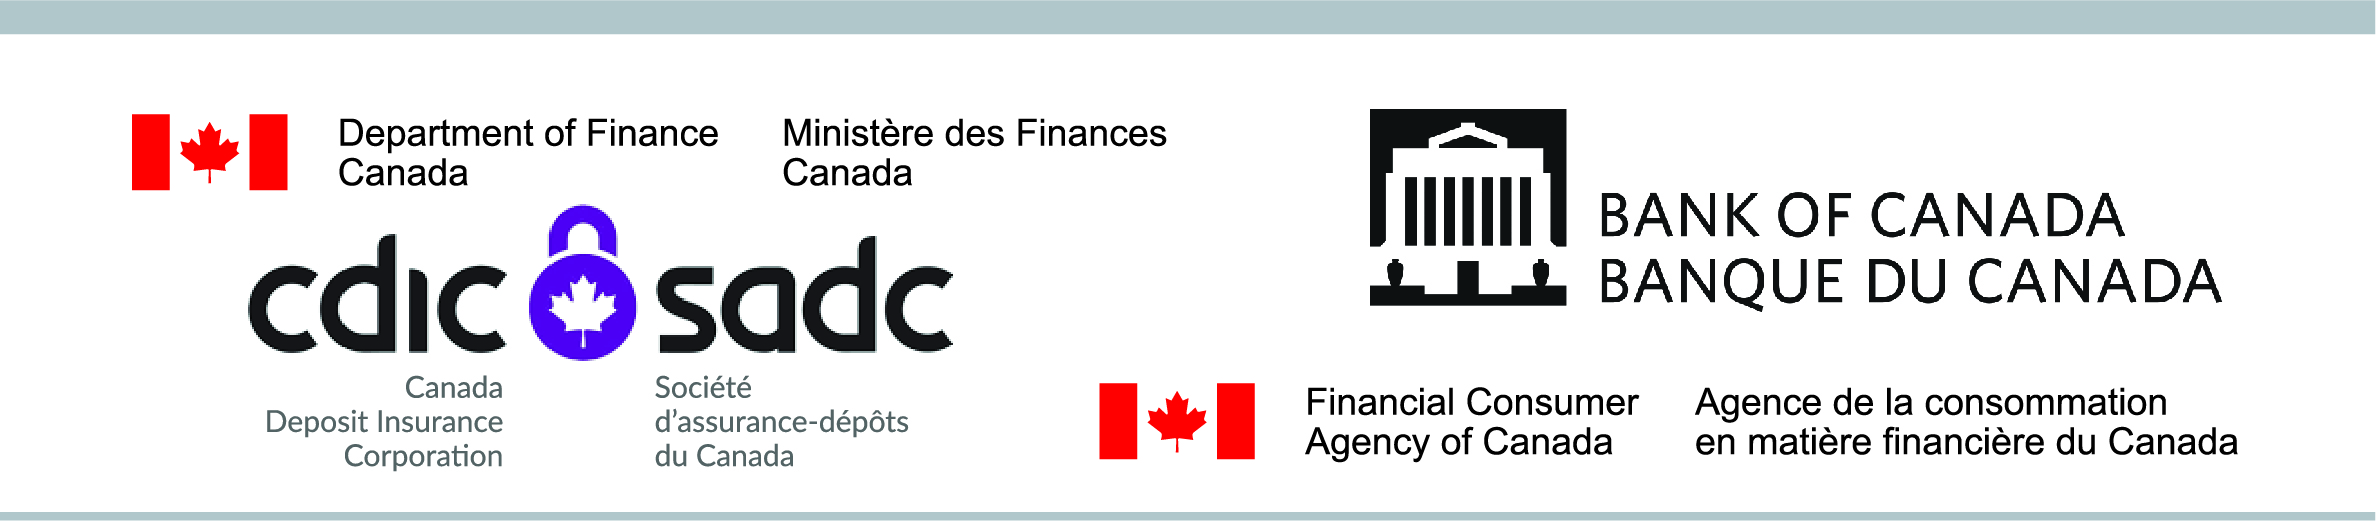 Department of Finance
Canada
Ministère des Finances
Canada
cdic sadc
Canada
Deposit Insurance
Corporation
Société
d'assurance-dépôts
du Canada
BANK OF CANADA
BANQUE DU CANADA
Financial Consumer
Agency of Canada
Agence de la consommation
en matière financière du Canada